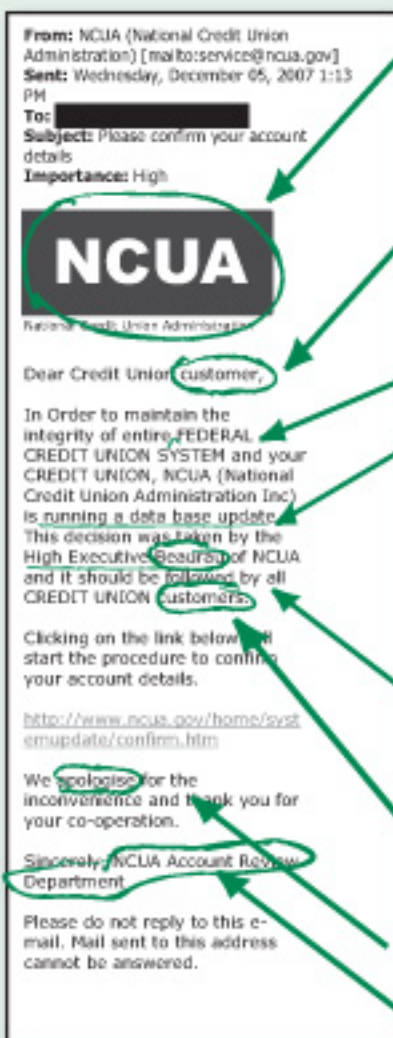 From: NCUA (National Credit Union
Administration) [mailto:service@ncua.gov]
Sent: Wednesday, December 05, 2007 1:13
PM
To:
Subject: Please confirm your account
details
Importance: High
NCUA
National Credit Union Administration
Dear Credit Union customer,
In Order to maintain the
integrity of entire FEDERAL
CREDIT UNION SYSTEM and your
CREDIT UNION, NCUA (National
Credit Union Administration Inc)
is running a data base update.
This decision was taken by the
High Executive Beaurau of NCUA
and it should be followed by all
CREDIT UNION customers.
Clicking on the link below will
start the procedure to confirm
your account details.
http://www.ncua.gov/home/syst
emupdate/confirm.htm
We apologise for the
inconvenience and thank you for
your co-operation.
Sincerely, NCUA Account Review
Department
Please do not reply to this e-
mail. Mail sent to this address
cannot be answered.